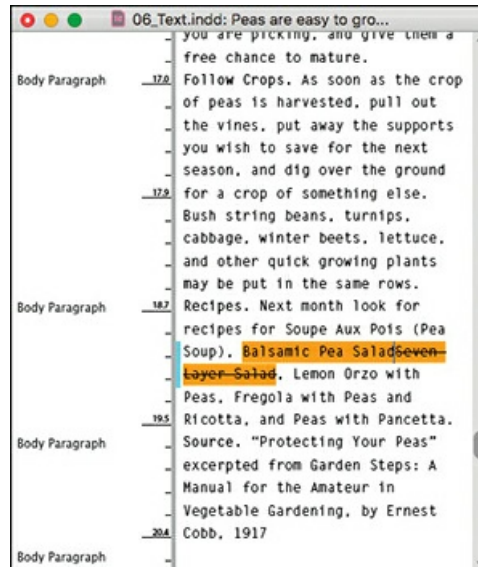 06_Text.indd: Peas are easy to gro...
you are picking, and give them a
free chance to mature.
Body Paragraph 17.0 Follow Crops. As soon as the crop
of peas is harvested, pull out
the vines, put away the supports
you wish to save for the next
season, and dig over the ground
17.9 for a crop of something else.
Bush string beans, turnips,
cabbage, winter beets, lettuce,
and other quick growing plants
may be put in the same rows.
Body Paragraph 18.7 Recipes. Next month look for
recipes for Soupe Aux Pois (Pea
Soup), Balsamic Pea SaladSeven
Layer Salad, Lemon Orzo with
Peas, Fregola with Peas and
19.5 Ricotta, and Peas with Pancetta.
Body Paragraph Source. “Protecting Your Peas”
excerpted from Garden Steps: A
Manual for the Amateur in
Vegetable Gardening, by Ernest
20.4 Cobb, 1917
Body Paragraph